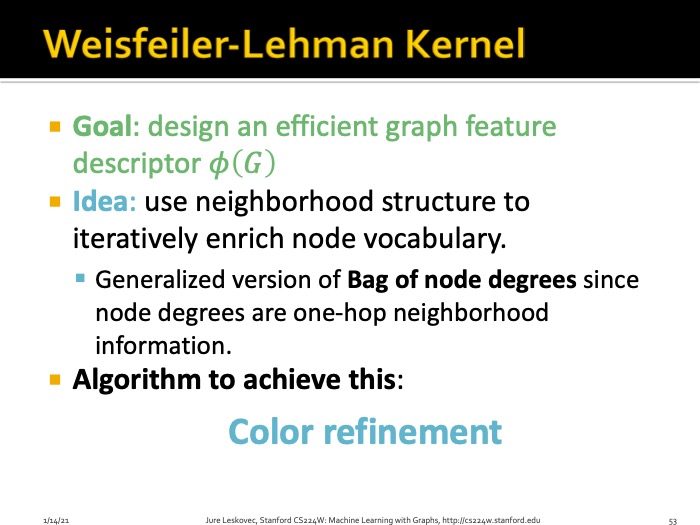 Weisfeiler-Lehman Kernel
▪ Goal: design an efficient graph feature
descriptor ϕ(G)
▪ Idea: use neighborhood structure to
iteratively enrich node vocabulary.
▪ Generalized version of Bag of node degrees since
node degrees are one-hop neighborhood
information.
▪ Algorithm to achieve this:
Color refinement
1/14/21 Jure Leskovec, Stanford CS224W: Machine Learning with Graphs, http://cs224w.stanford.edu 53